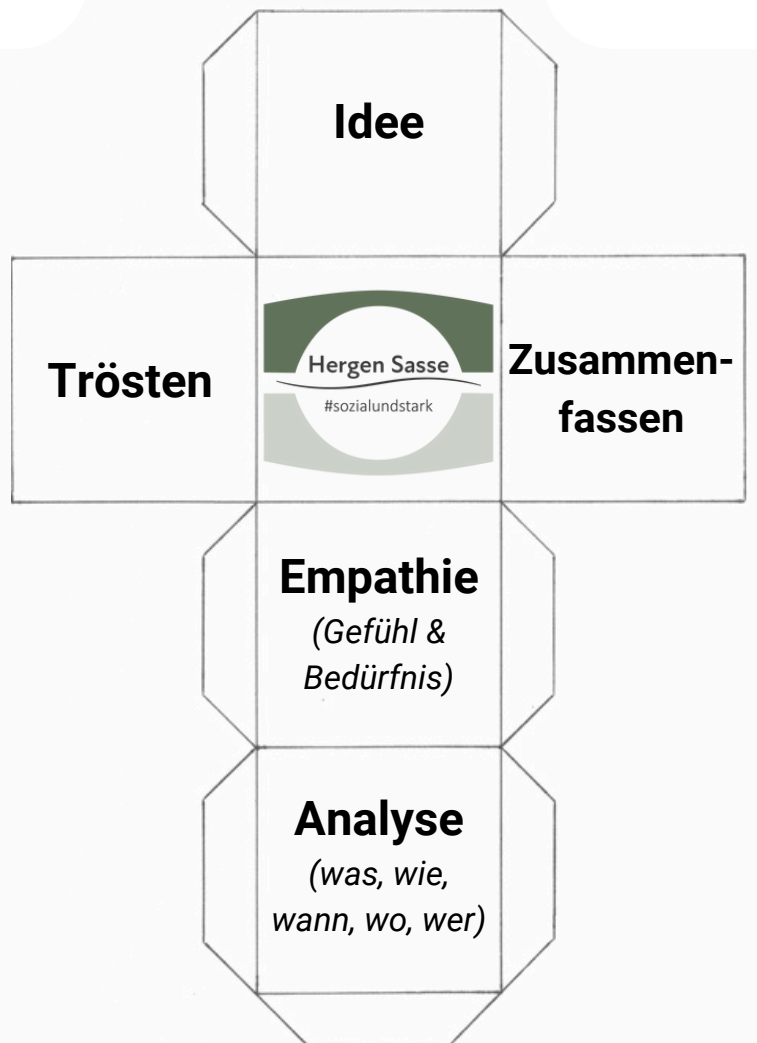 Idee
Trösten
Hergen Sasse
#sozialundstark
Zusammen-
fassen
Empathie
(Gefühl &
Bedürfnis)
Analyse
(was, wie,
wann, wo, wer)